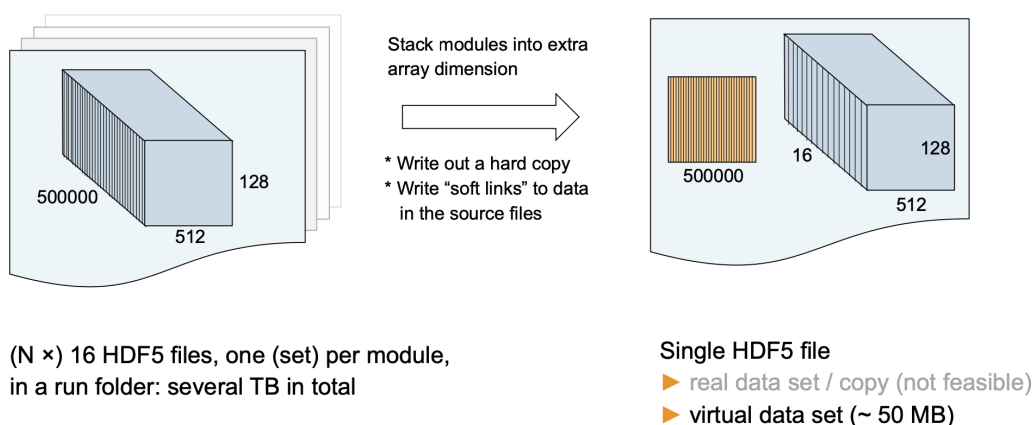 Stack modules into extra
array dimension
* Write out a hard copy
* Write “soft links” to data
in the source files
500000
128
512
500000
16
128
512
(N ×) 16 HDF5 files, one (set) per module,
in a run folder: several TB in total
Single HDF5 file
► real data set / copy (not feasible)
► virtual data set (~ 50 MB)